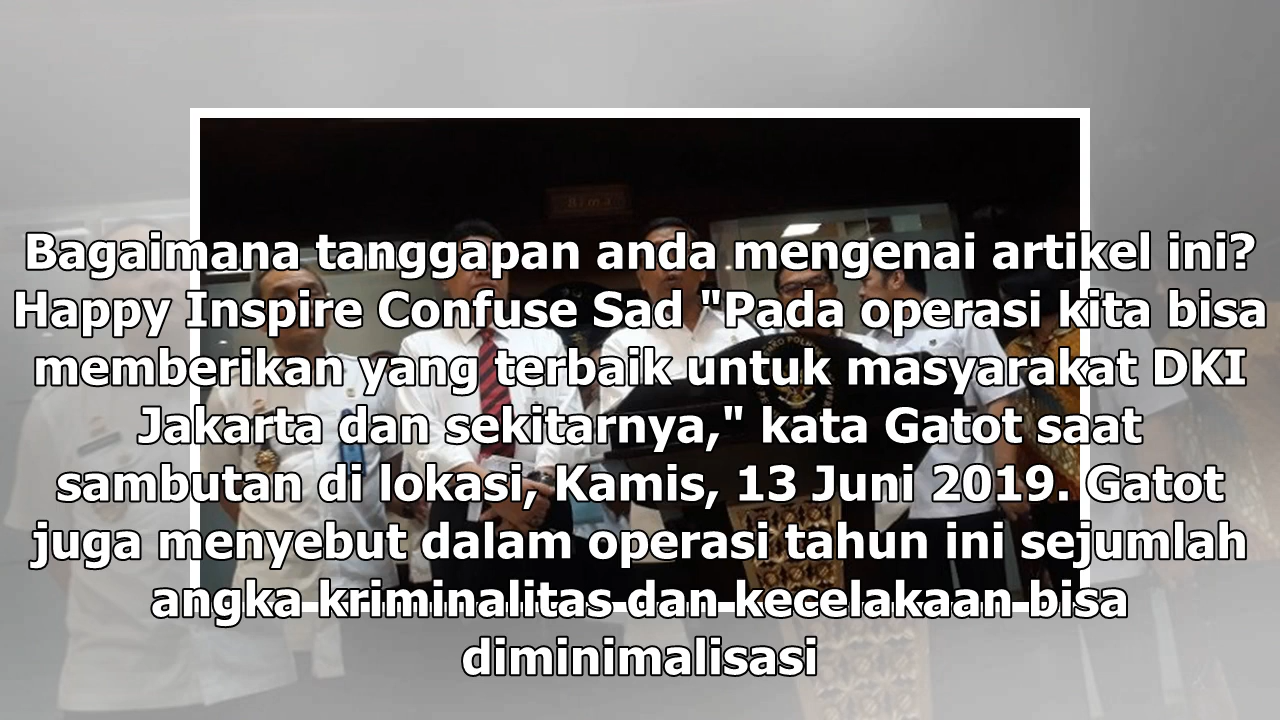 Bima
Bagaimana tanggapan anda mengenai artikel ini?
Happy Inspire Confuse Sad "Pada operasi kita bisa
memberikan yang terbaik untuk masyarakat DKI
Jakarta dan sekitarnya," kata Gatot saat
sambutan di lokasi, Kamis, 13 Juni 2019. Gatot
juga menyebut dalam operasi tahun ini sejumlah
angka kriminalitas dan kecelakaan bisa
diminimalisasi